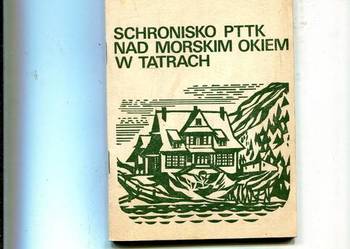 SCHRONISKO PTTK
NAD MORSKIM OKIEM
W TATRACH